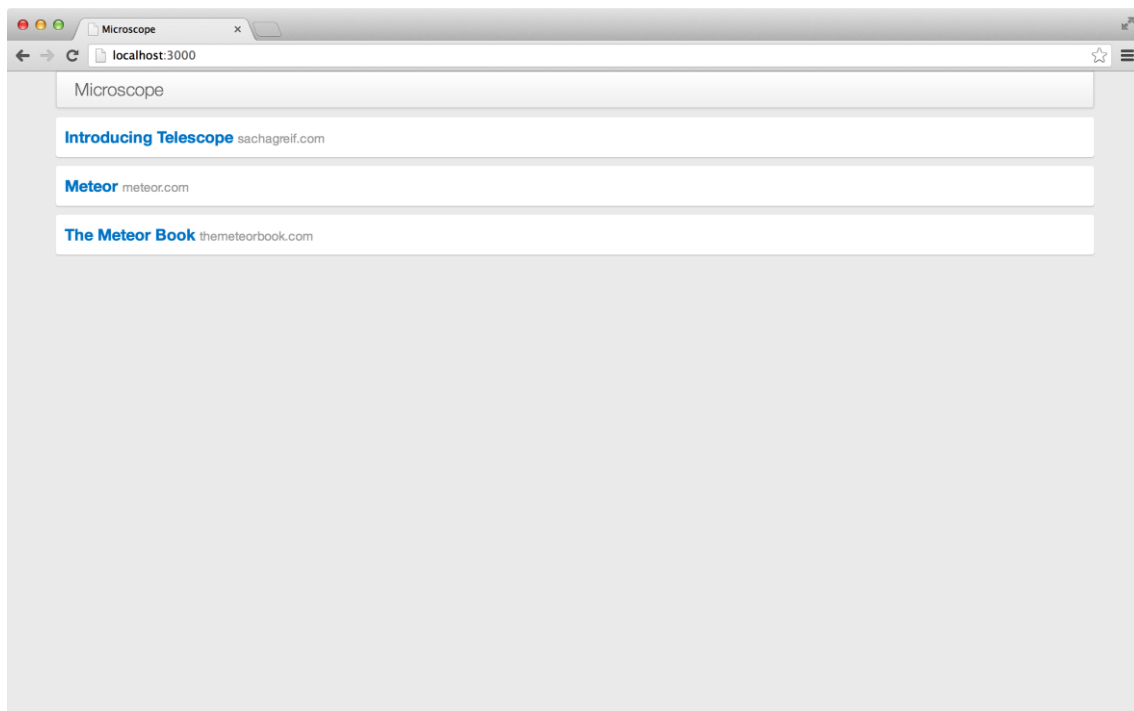 Microscope
localhost:3000
Microscope
Introducing Telescope sachagreif.com
Meteor meteor.com
The Meteor Book themeteorbook.com